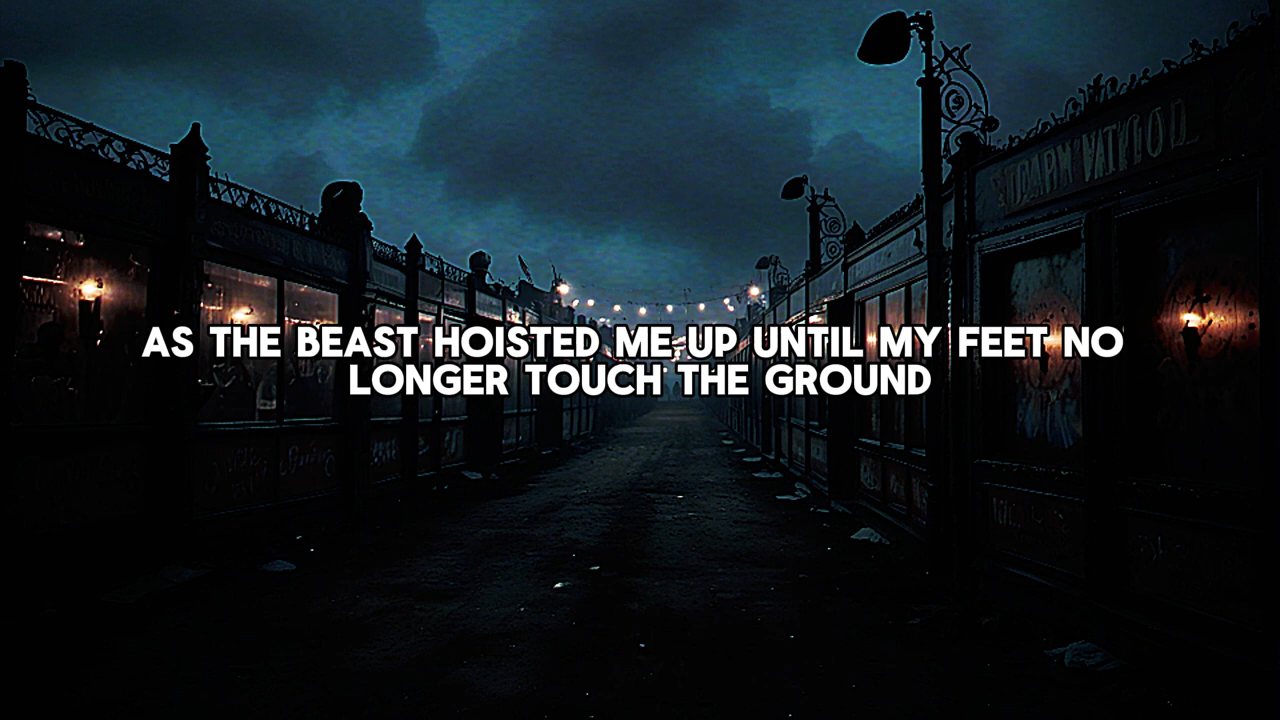 AS THE BEAST HOISTED ME UP UNTIL MY FEET NO
LONGER TOUCH THE GROUND